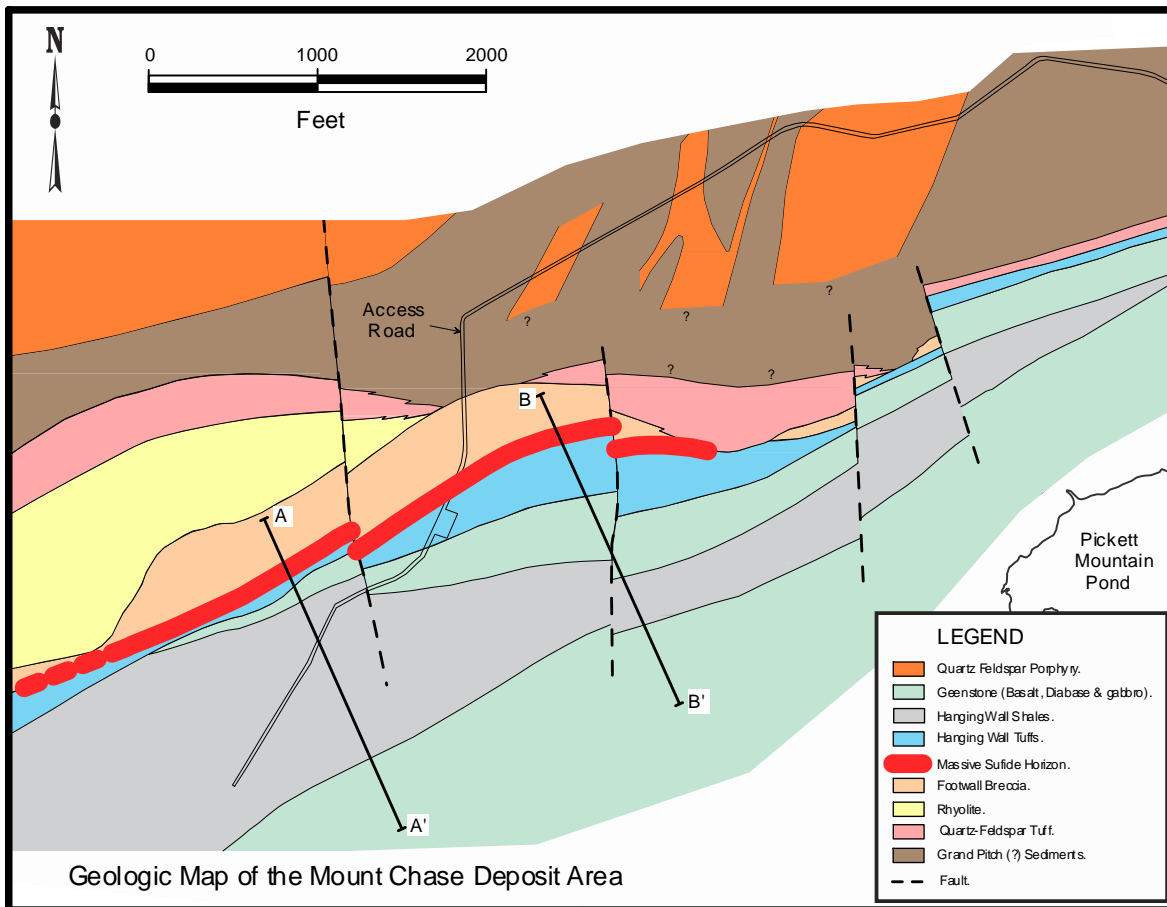 N
0 1000 2000
Feet
Access
Road
?
?
?
?
?
B
A
B'
A'
Pickett
Mountain
Pond
LEGEND
Quartz Feldspar Porphyry.
Geenstone (Basalt, Diabase & gabbro).
Hanging Wall Shales.
Hanging Wall Tuffs.
Massive Sufide Horizon.
Footwall Breccia.
Rhyolite.
Quartz-Feldspar Tuff.
Grand Pitch (?) Sediments.
Fault.
Geologic Map of the Mount Chase Deposit Area